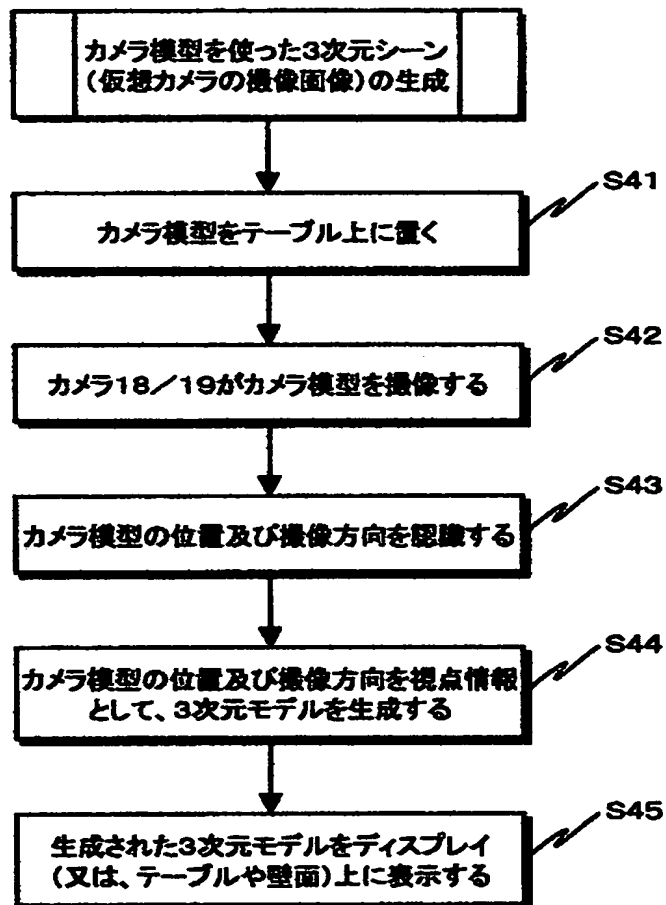 カメラ模型を使った3次元シーン
(仮想カメラの撮像画像)の生成
S41
カメラ模型をテーブル上に置く
S42
カメラ18/19がカメラ模型を撮像する
S43
カメラ模型の位置及び撮像方向を認識する
S44
カメラ模型の位置及び撮像方向を視点情報
として、3次元モデルを生成する
S45
生成された3次元モデルをディスプレイ
(又は、テーブルや壁面)上に表示する